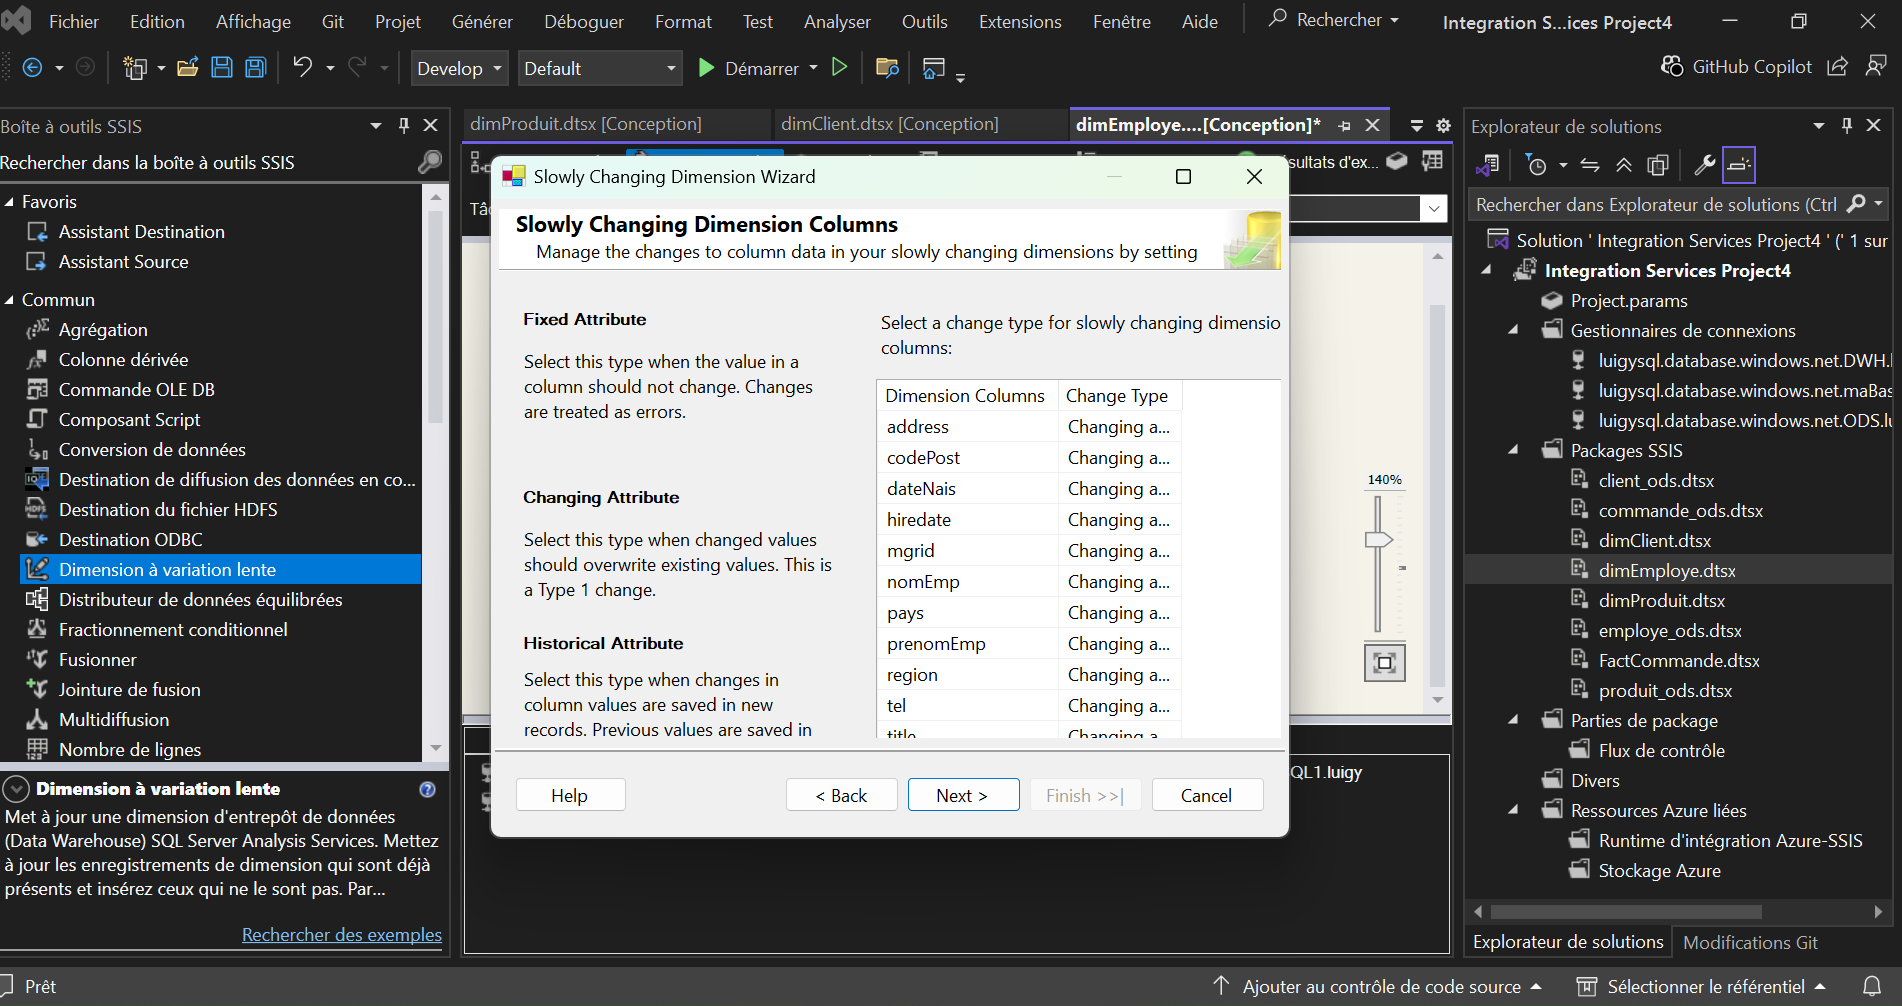 Fichier Edition Affichage Git Projet Générer Déboguer Format Test Analyser Outils Extensions Fenêtre Aide Rechercher Integration S...ices Project4
Develop Default Démarrer GitHub Copilot
Boîte à outils SSIS
Rechercher dans la boîte à outils SSIS
Favoris
Assistant Destination
Assistant Source
Commun
Agrégation
Colonne dérivée
Commande OLE DB
Composant Script
Conversion de données
Destination de diffusion des données en co...
Destination du fichier HDFS
Destination ODBC
Dimension à variation lente
Distributeur de données équilibrées
Fractionnement conditionnel
Fusionner
Jointure de fusion
Multidiffusion
Nombre de lignes
Dimension à variation lente
Met à jour une dimension d'entrepôt de données
(Data Warehouse) SQL Server Analysis Services. Mettez
à jour les enregistrements de dimension qui sont déjà
présents et insérez ceux qui ne le sont pas. Par...
Rechercher des exemples
dimProduit.dtsx [Conception] dimClient.dtsx [Conception] dimEmploye....[Conception]*
sultats d'ex...
Slowly Changing Dimension Wizard
Slowly Changing Dimension Columns
Manage the changes to column data in your slowly changing dimensions by setting
Fixed Attribute
Select this type when the value in a
column should not change. Changes
are treated as errors.
Changing Attribute
Select this type when changed values
should overwrite existing values. This is
a Type 1 change.
Historical Attribute
Select this type when changes in
column values are saved in new
records. Previous values are saved in
Select a change type for slowly changing dimensio
columns:
Dimension Columns Change Type
address Changing a...
codePost Changing a...
dateNais Changing a...
hiredate Changing a...
mgrid Changing a...
nomEmp Changing a...
pays Changing a...
prenomEmp Changing a...
region Changing a...
tel Changing a...
title Changing a
Help < Back Next > Finish >>| Cancel
140%
QL1.luigy
Explorateur de solutions
Rechercher dans Explorateur de solutions (Ctrl
Solution ' Integration Services Project4 ' (' 1 sur
Integration Services Project4
Project.params
Gestionnaires de connexions
luigysql.database.windows.net.DWH.
luigysql.database.windows.net.maBas
luigysql.database.windows.net.ODS.lu
Packages SSIS
client_ods.dtsx
commande_ods.dtsx
dimClient.dtsx
dimEmploye.dtsx
dimProduit.dtsx
employe_ods.dtsx
FactCommande.dtsx
produit_ods.dtsx
Parties de package
Flux de contrôle
Divers
Ressources Azure liées
Runtime d'intégration Azure-SSIS
Stockage Azure
Explorateur de solutions Modifications Git
Prêt Ajouter au contrôle de code source Sélectionner le référentiel